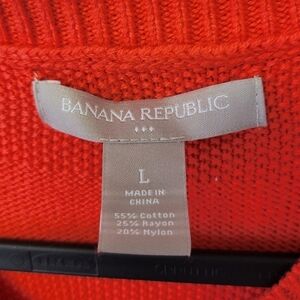 BANANA REPUBLIC
L
MADE IN
CHINA
55% Cotton
25% Rayon
20% Nylon